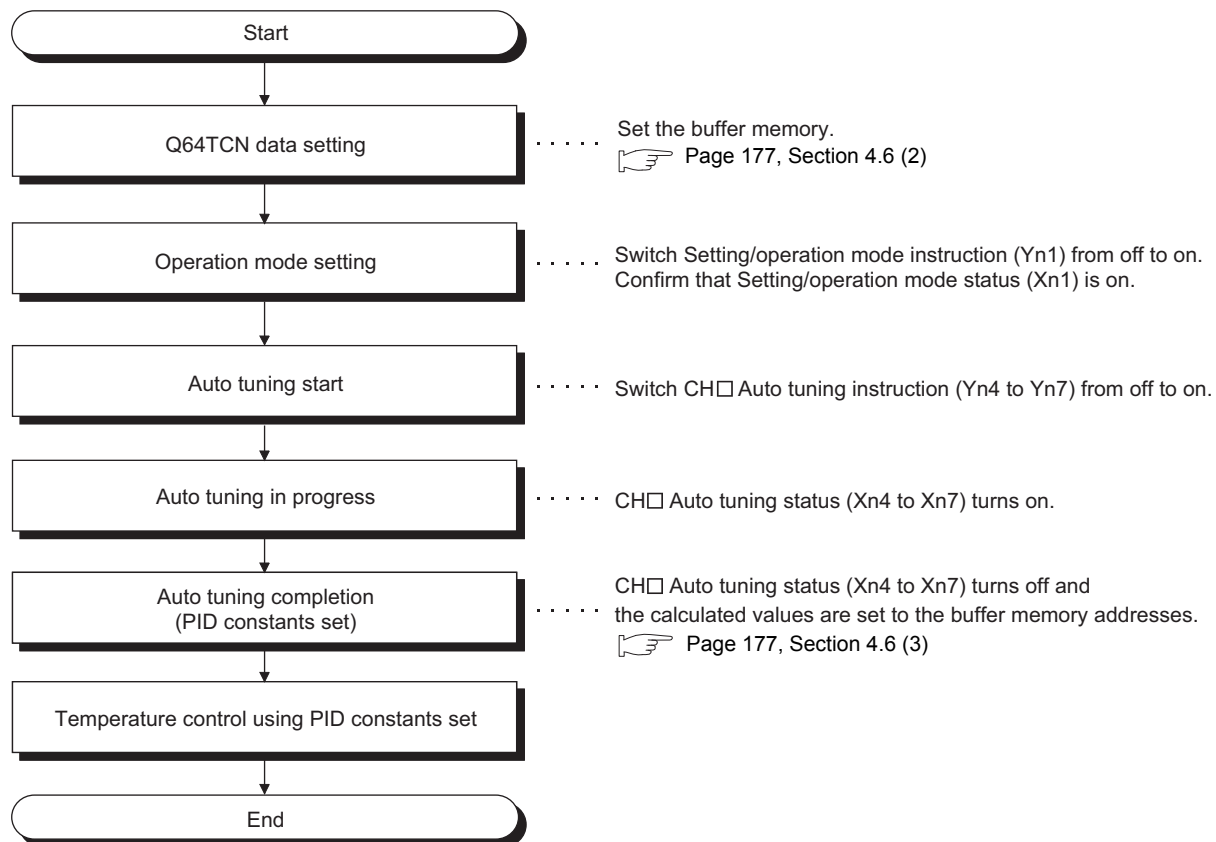 Start
Q64TCN data setting
Set the buffer memory.
Page 177, Section 4.6 (2)
Operation mode setting
Switch Setting/operation mode instruction (Yn1) from off to on.
Confirm that Setting/operation mode status (Xn1) is on.
Auto tuning start
Switch CH□ Auto tuning instruction (Yn4 to Yn7) from off to on.
Auto tuning in progress
CH□ Auto tuning status (Xn4 to Xn7) turns on.
Auto tuning completion
(PID constants set)
CH□ Auto tuning status (Xn4 to Xn7) turns off and
the calculated values are set to the buffer memory addresses.
Page 177, Section 4.6 (3)
Temperature control using PID constants set
End